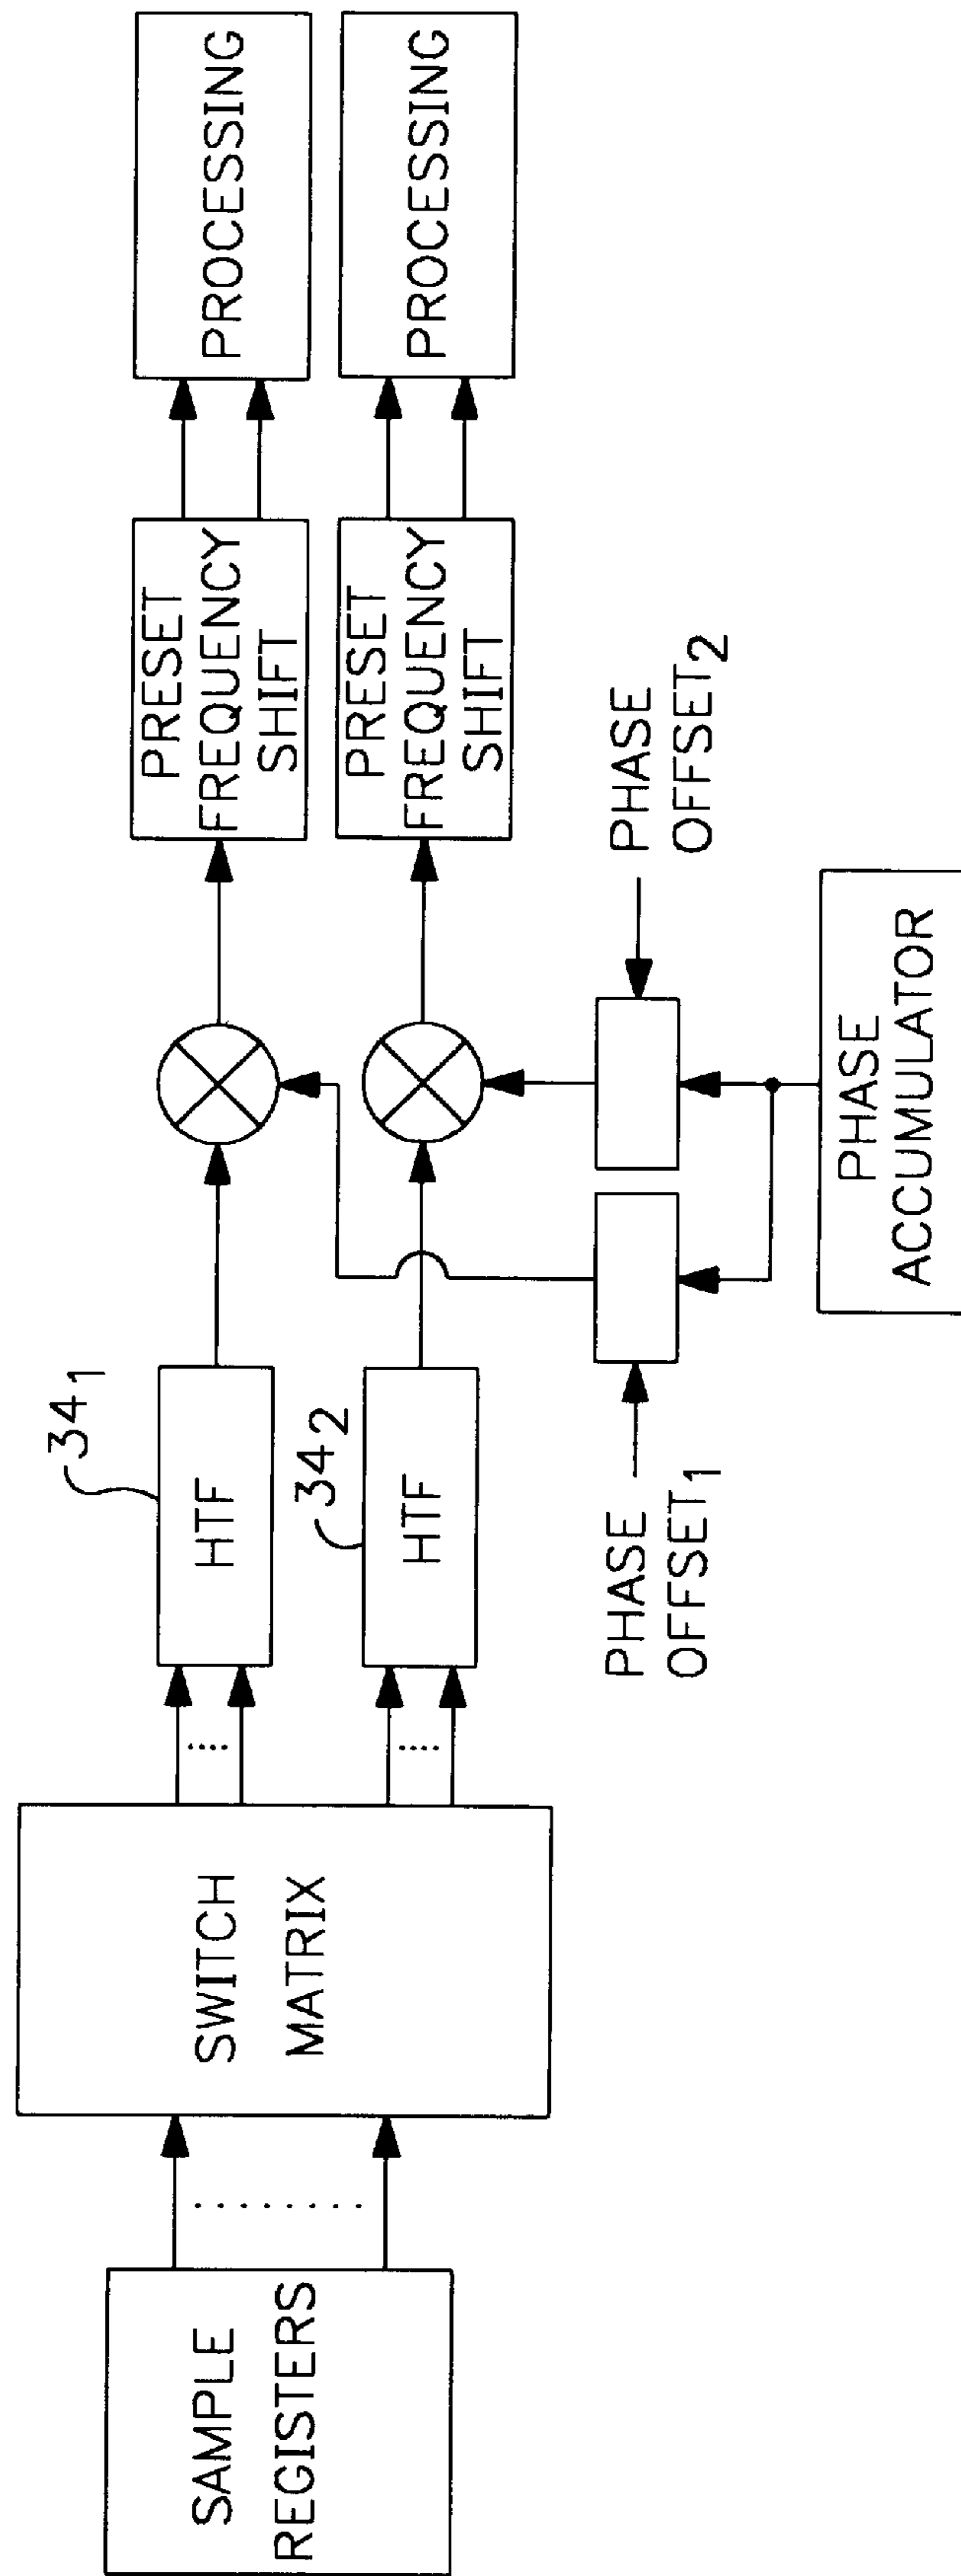 SAMPLE
REGISTERS
SWITCH
MATRIX
34₁
HTF
34₂
HTF
PHASE
OFFSET₁
PHASE
OFFSET₂
PHASE
ACCUMULATOR
PRESET
FREQUENCY
SHIFT
PRESET
FREQUENCY
SHIFT
PROCESSING
PROCESSING